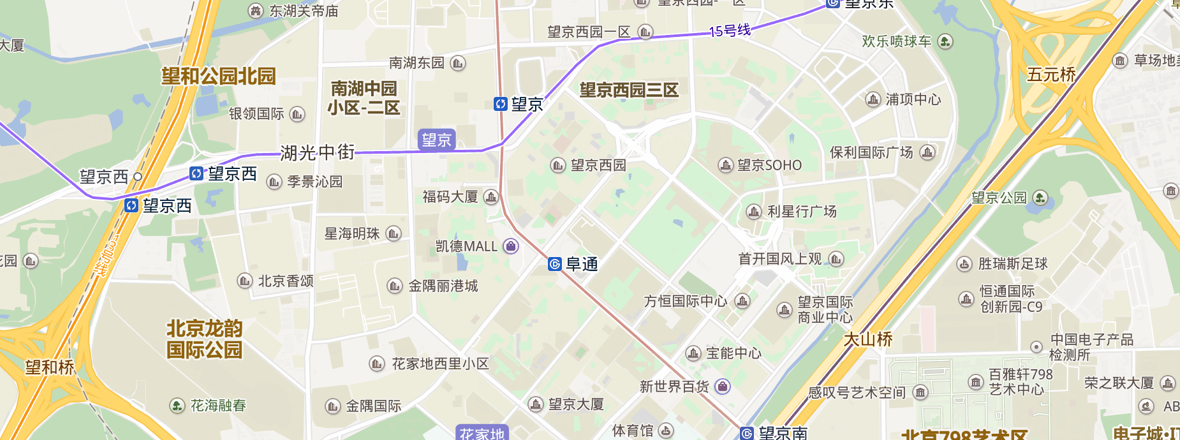 东湖关帝庙
望京东
望京西园一区
15号线
欢乐喷球车
大厦
南湖东园
望和公园北园
五元桥
草场地
南湖中园
小区-二区
望京西园三区
望京
银领国际
浦项中心
望京
湖光中街
保利国际广场
望京西园
望京SOHO
望京西
望京西
季景沁园
福码大厦
望京西
望京公园
利星行广场
星海明珠
凯德MALL
首开国风上观
阜通
花园
胜瑞斯足球
北京香颂
金隅丽港城
方恒国际中心
望京国际
商业中心
恒通国际
创新园-C9
北京龙韵
国际公园
大山桥
中国电子产品
检测所
望和桥
花家地西里小区
宝能中心
新世界百货
百雅轩798
艺术中心
荣之联大厦
感叹号艺术空间
花海融春
金隅国际
望京大厦
AB
花家地
体育馆
望京南
北京798艺术区
电子城·IT